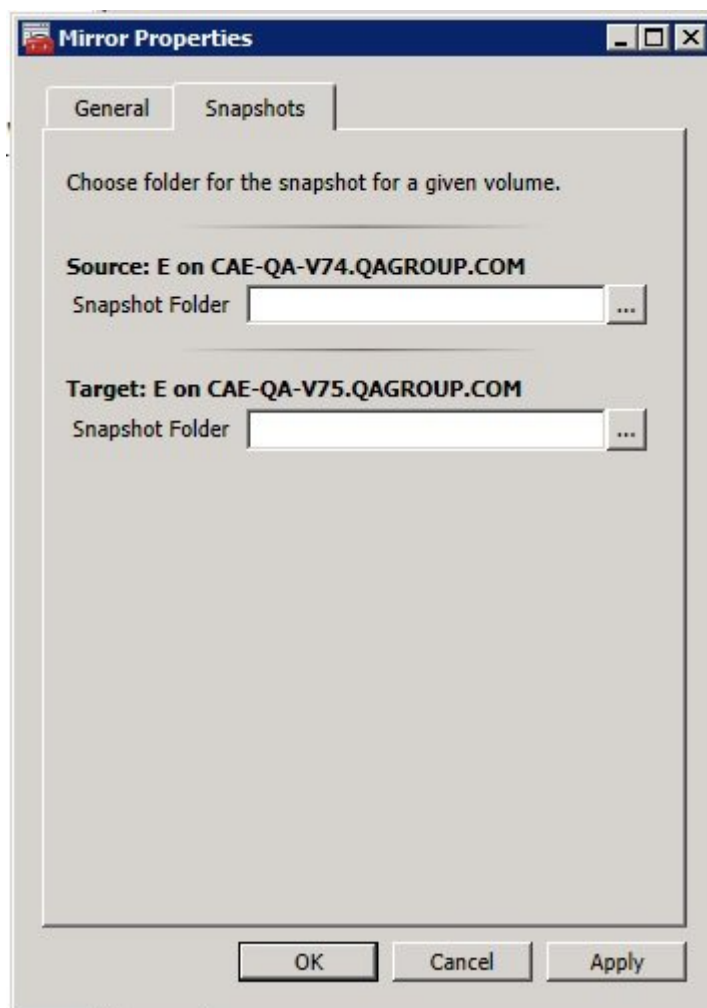 Mirror Properties
General Snapshots
Choose folder for the snapshot for a given volume.
Source: E on CAE-QA-V74.QAGROUP.COM
Snapshot Folder ...
Target: E on CAE-QA-V75.QAGROUP.COM
Snapshot Folder ...
OK Cancel Apply